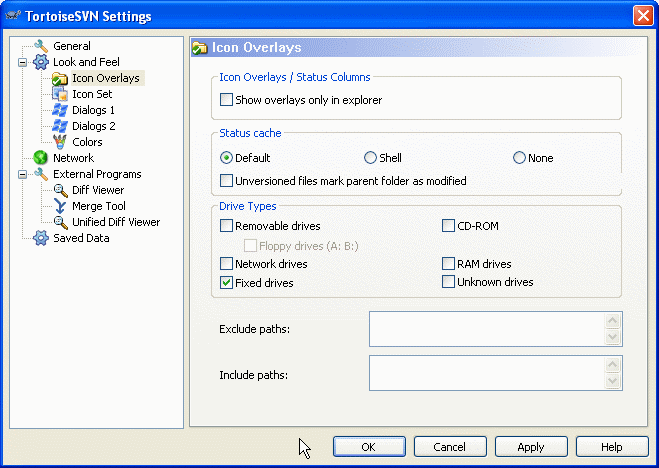 TortoiseSVN Settings
General
Look and Feel
Icon Overlays
Icon Set
Dialogs 1
Dialogs 2
Colors
Network
External Programs
Diff Viewer
Merge Tool
Unified Diff Viewer
Saved Data
Icon Overlays
Icon Overlays / Status Columns
Show overlays only in explorer
Status cache
Default Shell None
Unversioned files mark parent folder as modified
Drive Types
Removable drives CD-ROM
Floppy drives (A: B:)
Network drives RAM drives
Fixed drives Unknown drives
Exclude paths:
Include paths:
OK Cancel Apply Help